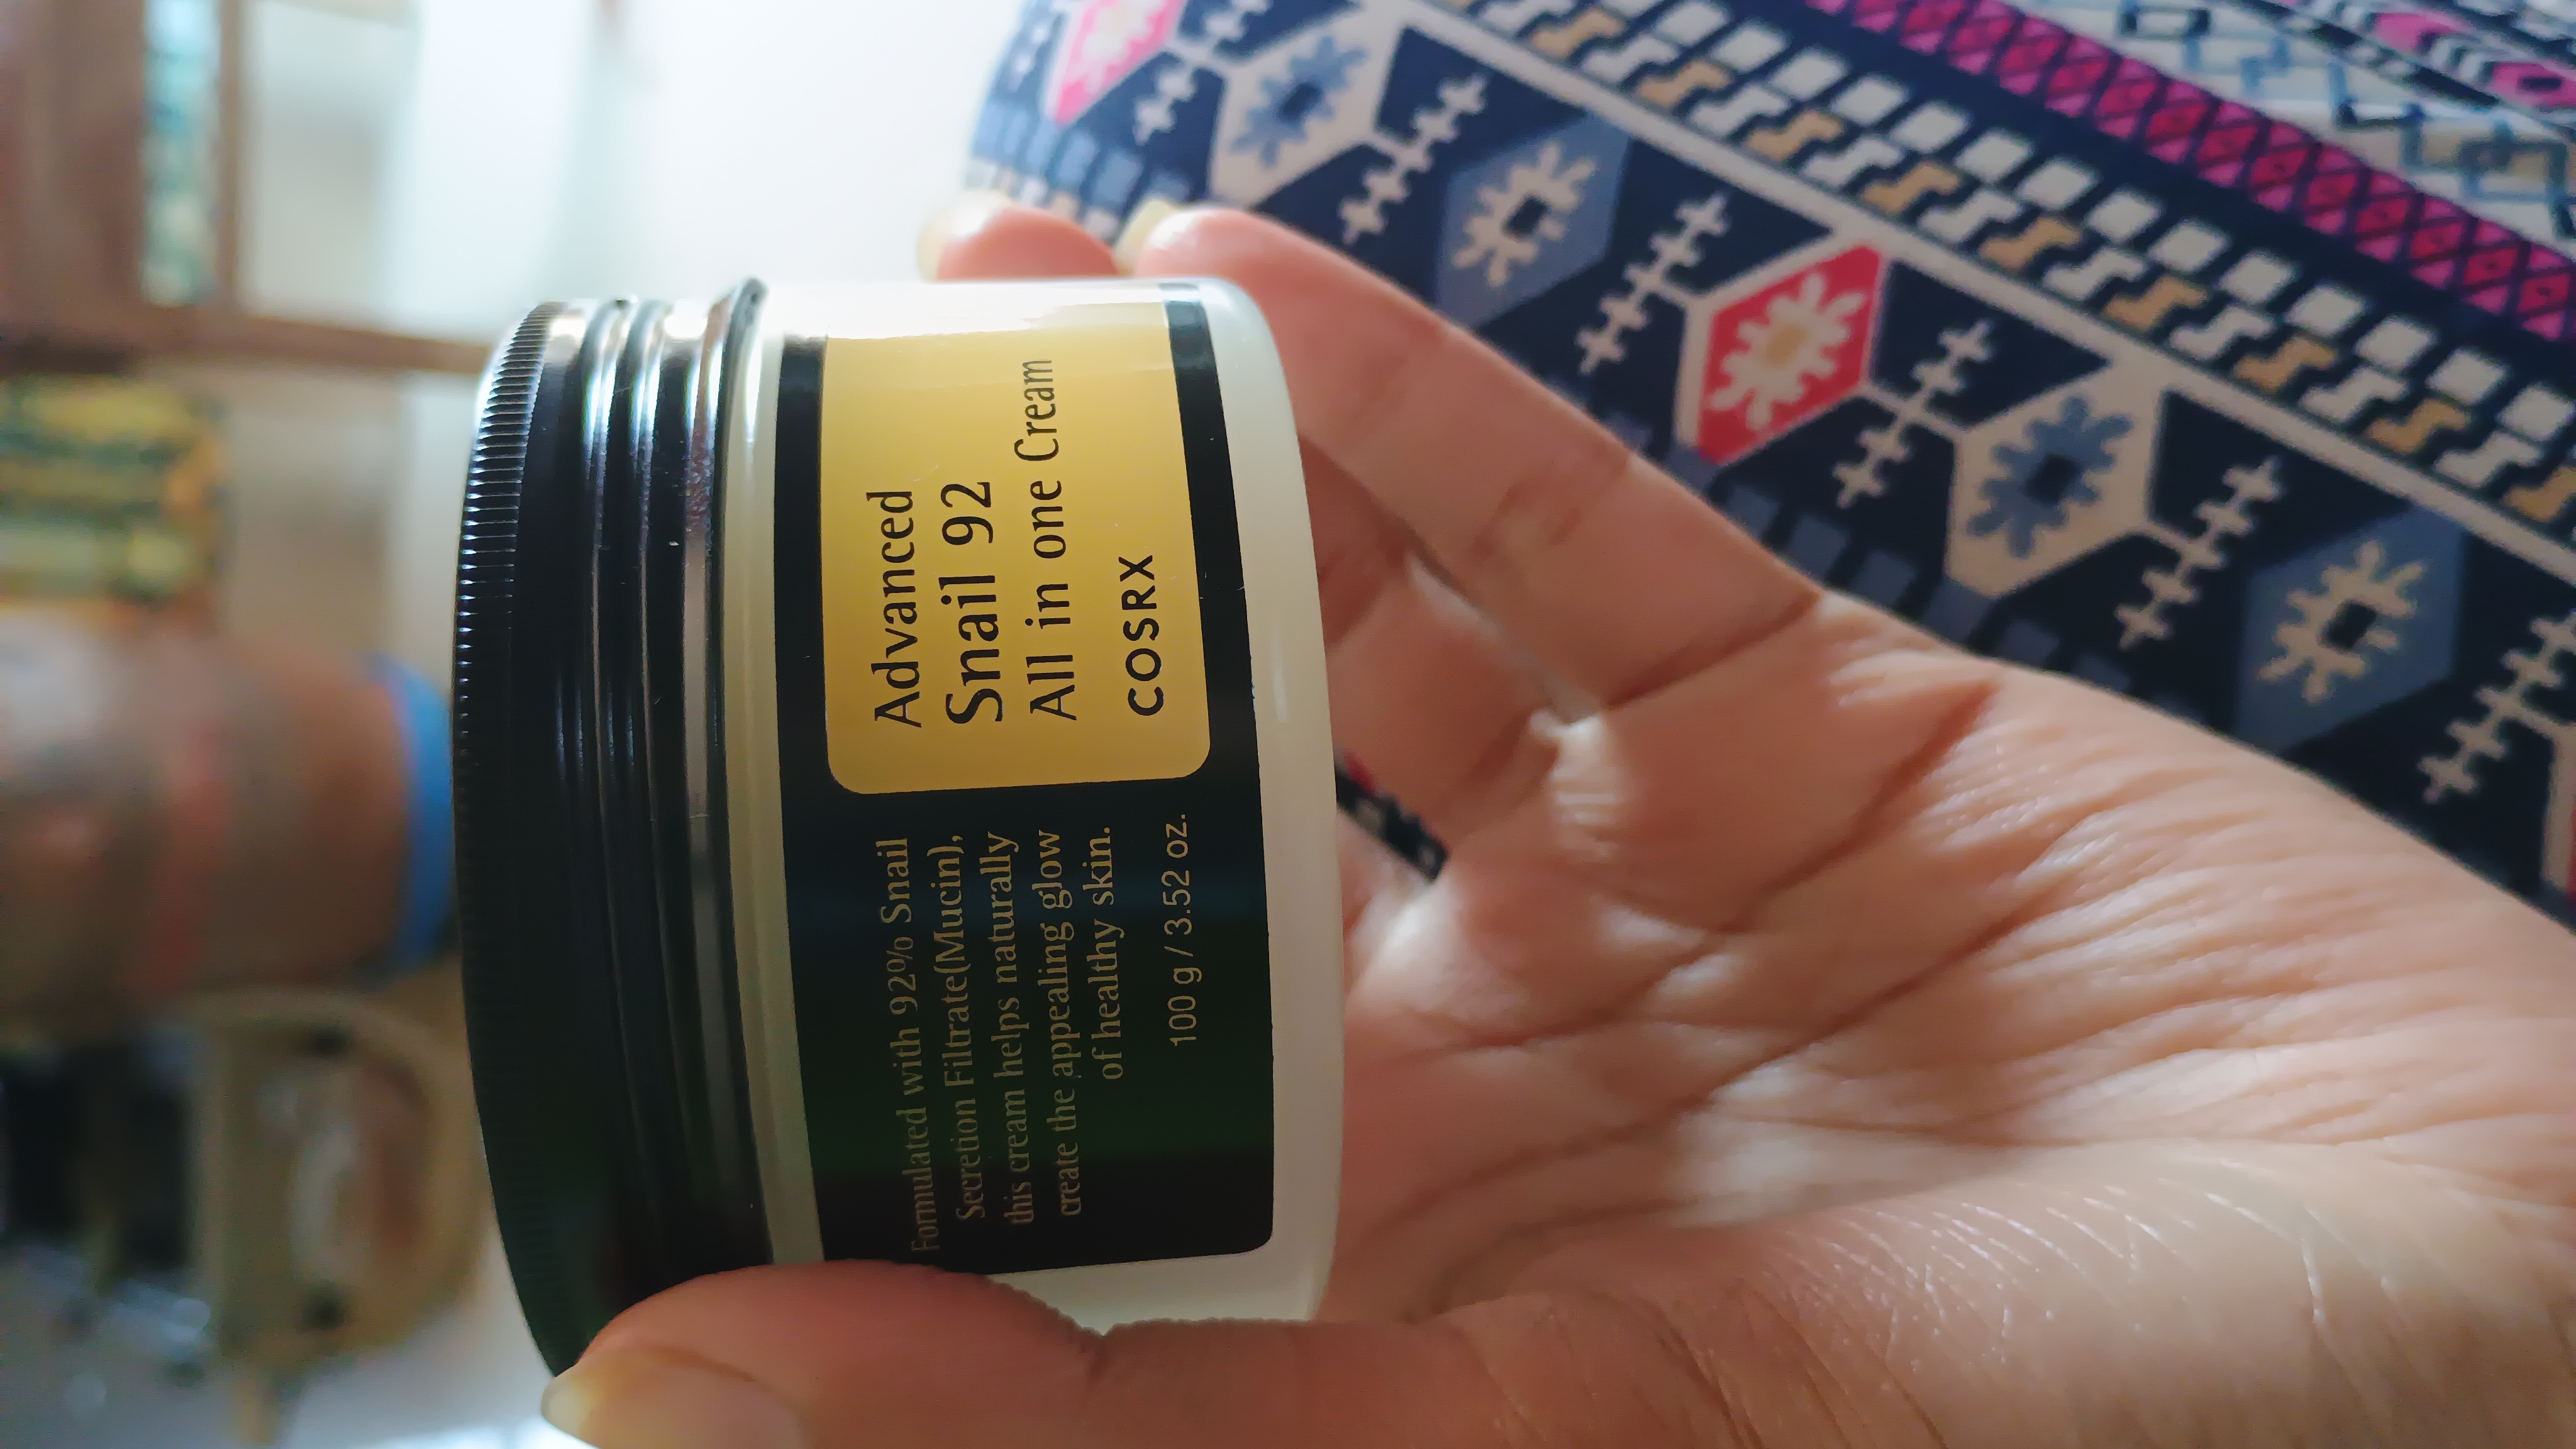 Advanced
Snail 92
All in one Cream
COSRX
Formulated with 92% Snail
Secretion Filtrate(Mucin),
this cream helps naturally
create the appealing glow
of healthy skin.
100 g / 3.52 oz.